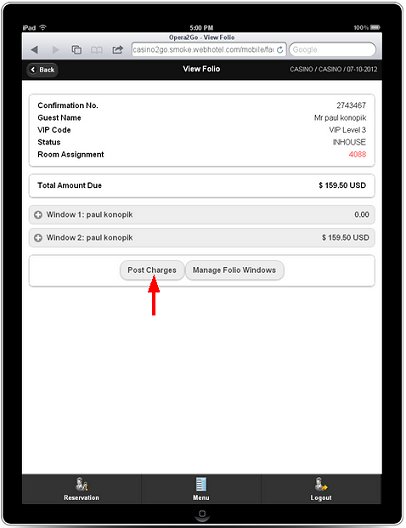 iPad 5:00 PM 100%
Opera2Go - View Folio
casino2go.smoke.webhotel.com/mobile/fac Google
Back View Folio CASINO / CASINO / 07-10-2012
Confirmation No. 2743467
Guest Name Mr paul konopik
VIP Code VIP Level 3
Status INHOUSE
Room Assignment 4088
Total Amount Due $ 159.50 USD
Window 1: paul konopik 0.00
Window 2: paul konopik $ 159.50 USD
Post Charges Manage Folio Windows
Reservation Menu Logout